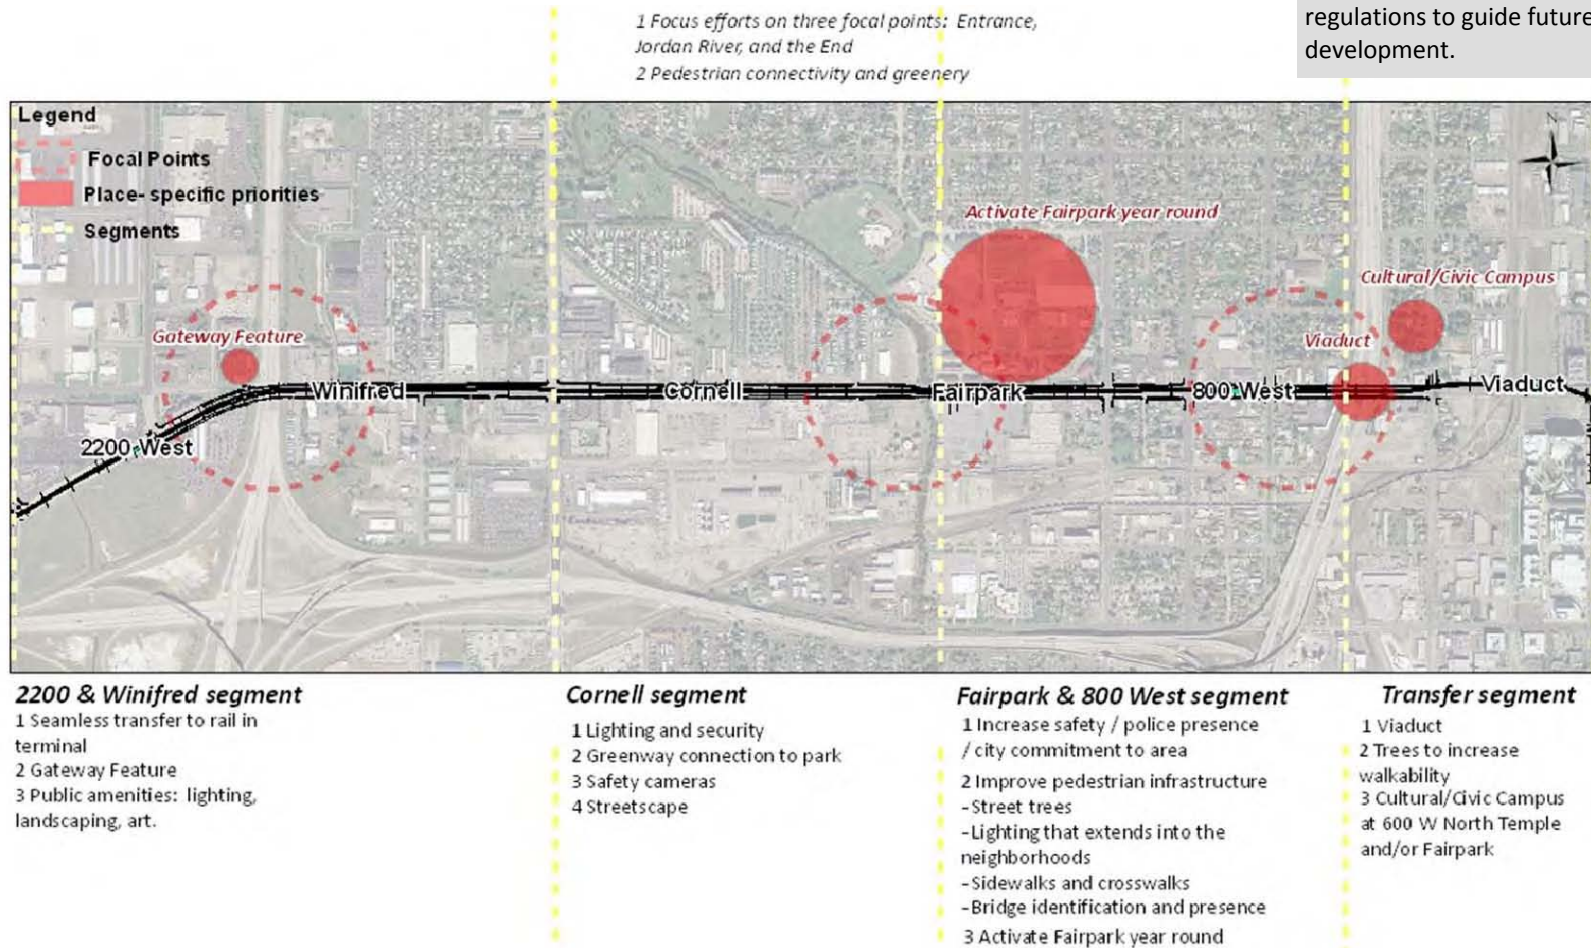 1 Focus efforts on three focal points: Entrance,
Jordan River, and the End
2 Pedestrian connectivity and greenery
regulations to guide future
development.
Legend
Focal Points
Place- specific priorities
Segments
Activate Fairpark year round
Cultural/Civic Campus
Gateway Feature
Viaduct
Winifred
Cornell
Fairpark
800 West
Viaduct
2200 West
2200 & Winifred segment
1 Seamless transfer to rail in
terminal
2 Gateway Feature
3 Public amenities: lighting,
landscaping, art.
Cornell segment
1 Lighting and security
2 Greenway connection to park
3 Safety cameras
4 Streetscape
Fairpark & 800 West segment
1 Increase safety / police presence
/ city commitment to area
2 Improve pedestrian infrastructure
-Street trees
-Lighting that extends into the
neighborhoods
-Sidewalks and crosswalks
-Bridge identification and presence
3 Activate Fairpark year round
Transfer segment
1 Viaduct
2 Trees to increase
walkability
3 Cultural/Civic Campus
at 600 W North Temple
and/or Fairpark